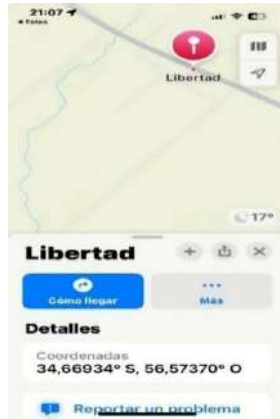 21:07
Fotos
Libertad
17°
Libertad
Cómo llegar
Más
Detalles
Coordenadas
34,66934° S, 56,57370° O
Reportar un problema